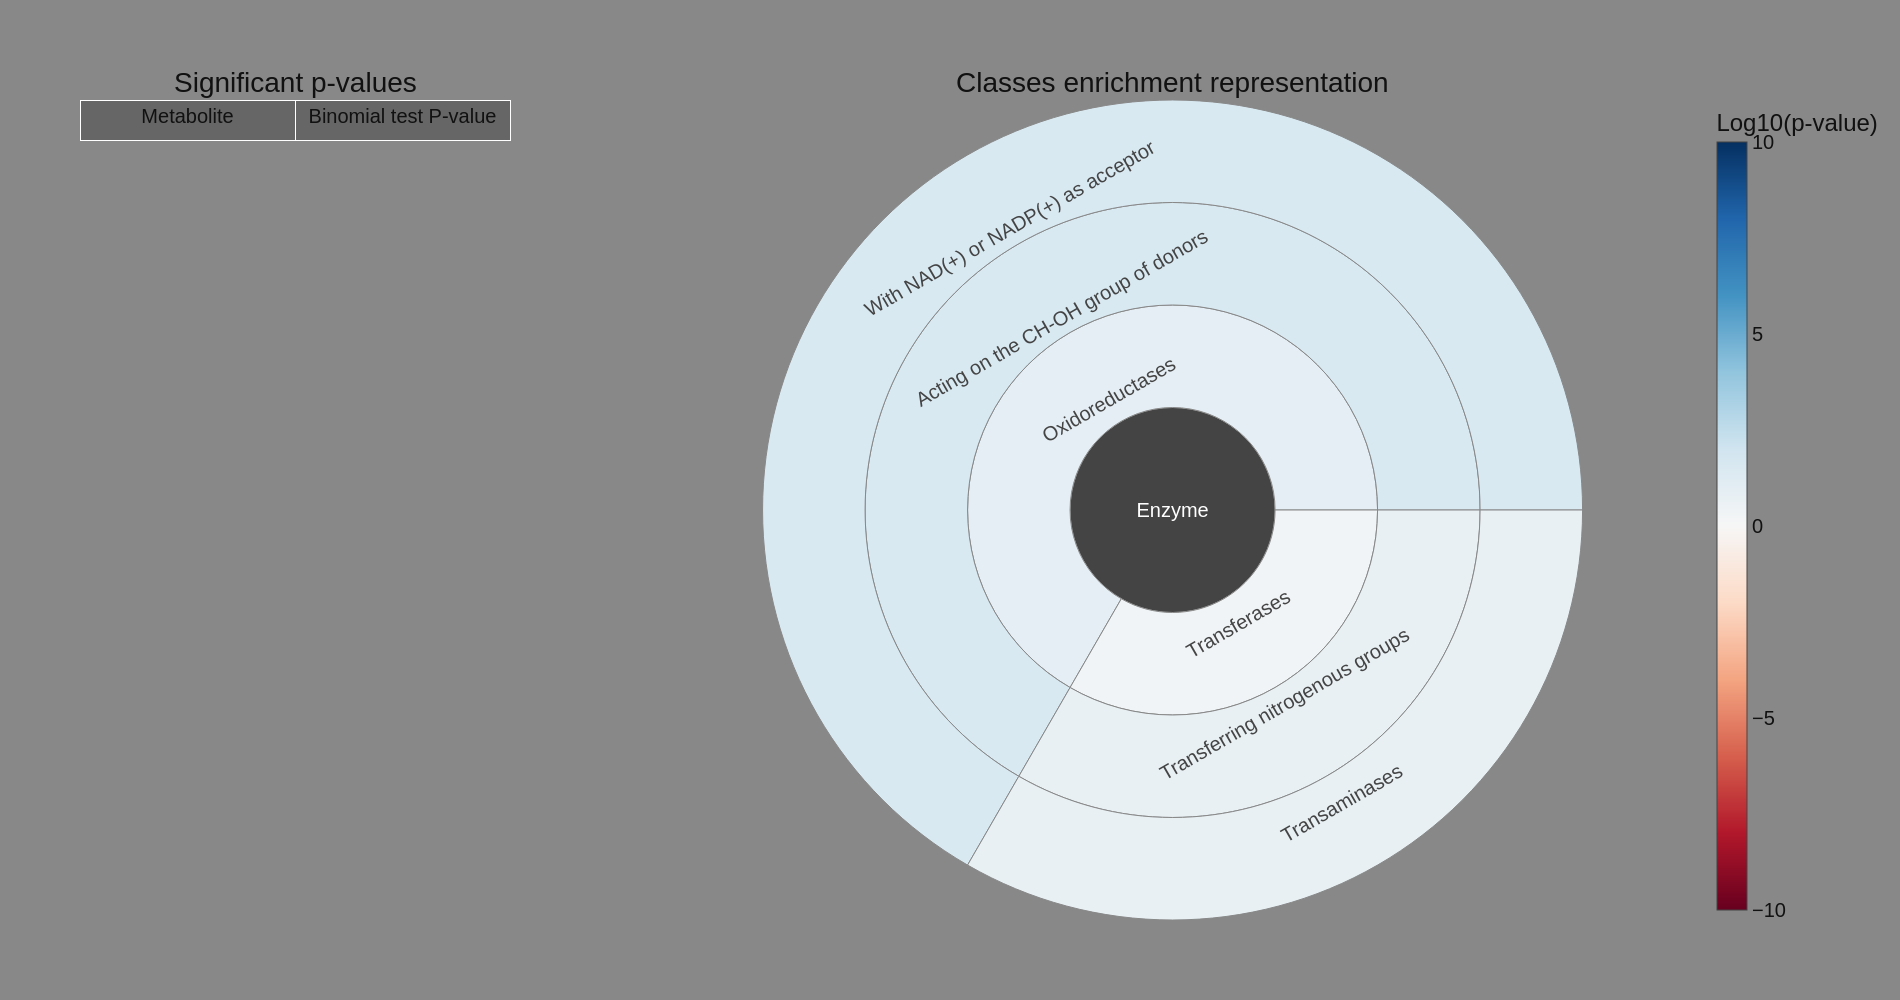 Significant p-values
Metabolite
Binomial test P-value
Classes enrichment representation
With NAD(+) or NADP(+) as acceptor
Acting on the CH-OH group of donors
Oxidoreductases
Enzyme
Transferases
Transferring nitrogenous groups
Transaminases
Log10(p-value)
10
5
0
−5
−10